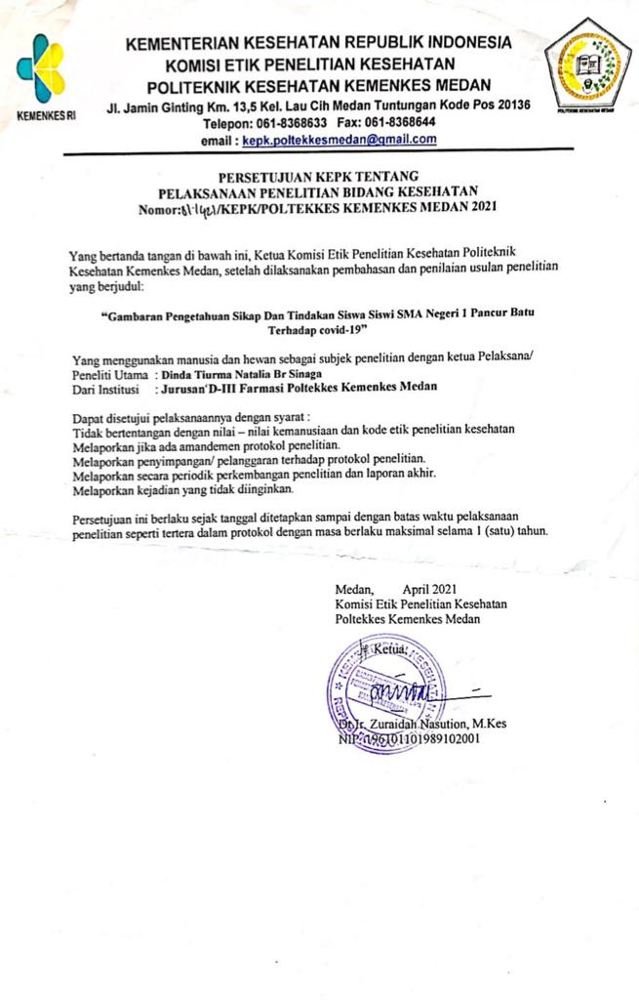 KEMENTERIAN KESEHATAN REPUBLIK INDONESIA
KOMISI ETIK PENELITIAN KESEHATAN
POLITEKNIK KESEHATAN KEMENKES MEDAN
Jl. Jamin Ginting Km. 13,5 Kel. Lau Cih Medan Tuntungan Kode Pos 20136
Telepon: 061-8368633 Fax: 061-8368644
email : kepk.poltekkesmedan@gmail.com
KEMENKES RI
POLITEKNIK KESEHATAN MEDAN
PERSETUJUAN KEPK TENTANG
PELAKSANAAN PENELITIAN BIDANG KESEHATAN
Nomor: /KEPK/POLTEKKES KEMENKES MEDAN 2021
Yang bertanda tangan di bawah ini, Ketua Komisi Etik Penelitian Kesehatan Politeknik
Kesehatan Kemenkes Medan, setelah dilaksanakan pembahasan dan penilaian usulan penelitian
yang berjudul:
“Gambaran Pengetahuan Sikap Dan Tindakan Siswa Siswi SMA Negeri 1 Pancur Batu
Terhadap covid-19”
Yang menggunakan manusia dan hewan sebagai subjek penelitian dengan ketua Pelaksana/
Peneliti Utama : Dinda Tiurma Natalia Br Sinaga
Dari Institusi : Jurusan D-III Farmasi Poltekkes Kemenkes Medan
Dapat disetujui pelaksanaannya dengan syarat :
Tidak bertentangan dengan nilai – nilai kemanusiaan dan kode etik penelitian kesehatan
Melaporkan jika ada amandemen protokol penelitian.
Melaporkan penyimpangan/ pelanggaran terhadap protokol penelitian.
Melaporkan secara periodik perkembangan penelitian dan laporan akhir.
Melaporkan kejadian yang tidak diinginkan.
Persetujuan ini berlaku sejak tanggal ditetapkan sampai dengan batas waktu pelaksanaan
penelitian seperti tertera dalam protokol dengan masa berlaku maksimal selama 1 (satu) tahun.
Medan, April 2021
Komisi Etik Penelitian Kesehatan
Poltekkes Kemenkes Medan
Ketua,
Dr.Ir. Zuraidah Nasution, M.Kes
NIP. 196101101989102001